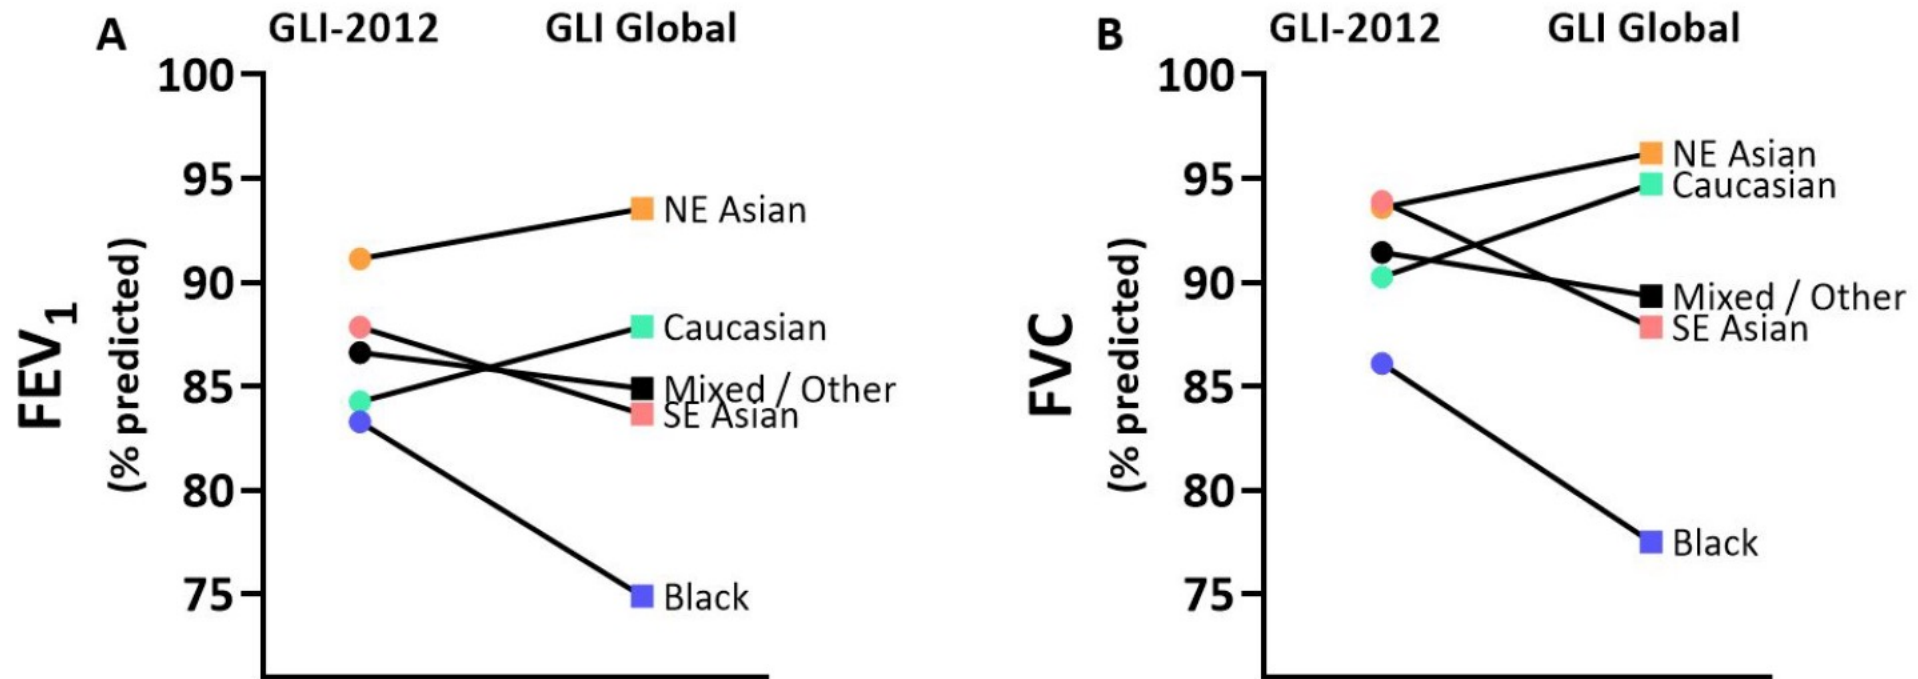 A GLI-2012 GLI Global
FEV1
(% predicted)
100
95
90
85
80
75
NE Asian
Caucasian
Mixed / Other
SE Asian
Black
B GLI-2012 GLI Global
FVC
(% predicted)
100
95
90
85
80
75
NE Asian
Caucasian
Mixed / Other
SE Asian
Black